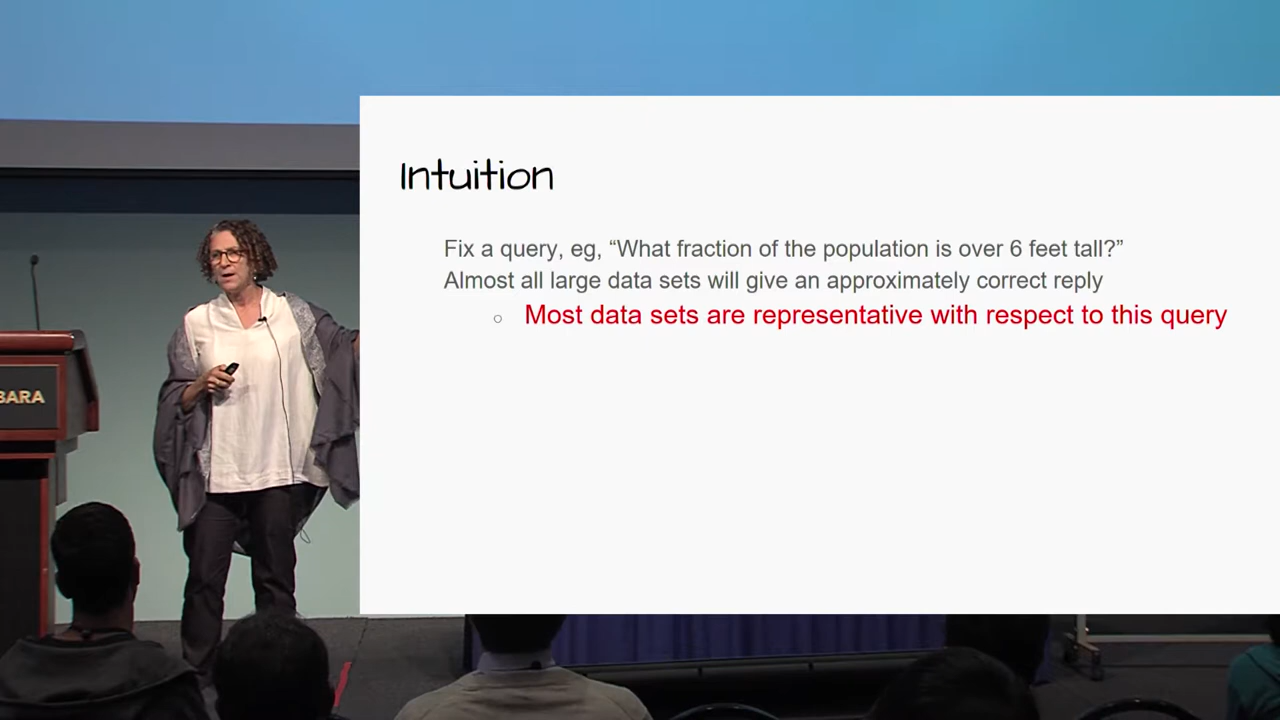 Intuition
Fix a query, eg, “What fraction of the population is over 6 feet tall?”
Almost all large data sets will give an approximately correct reply
Most data sets are representative with respect to this query
BARA